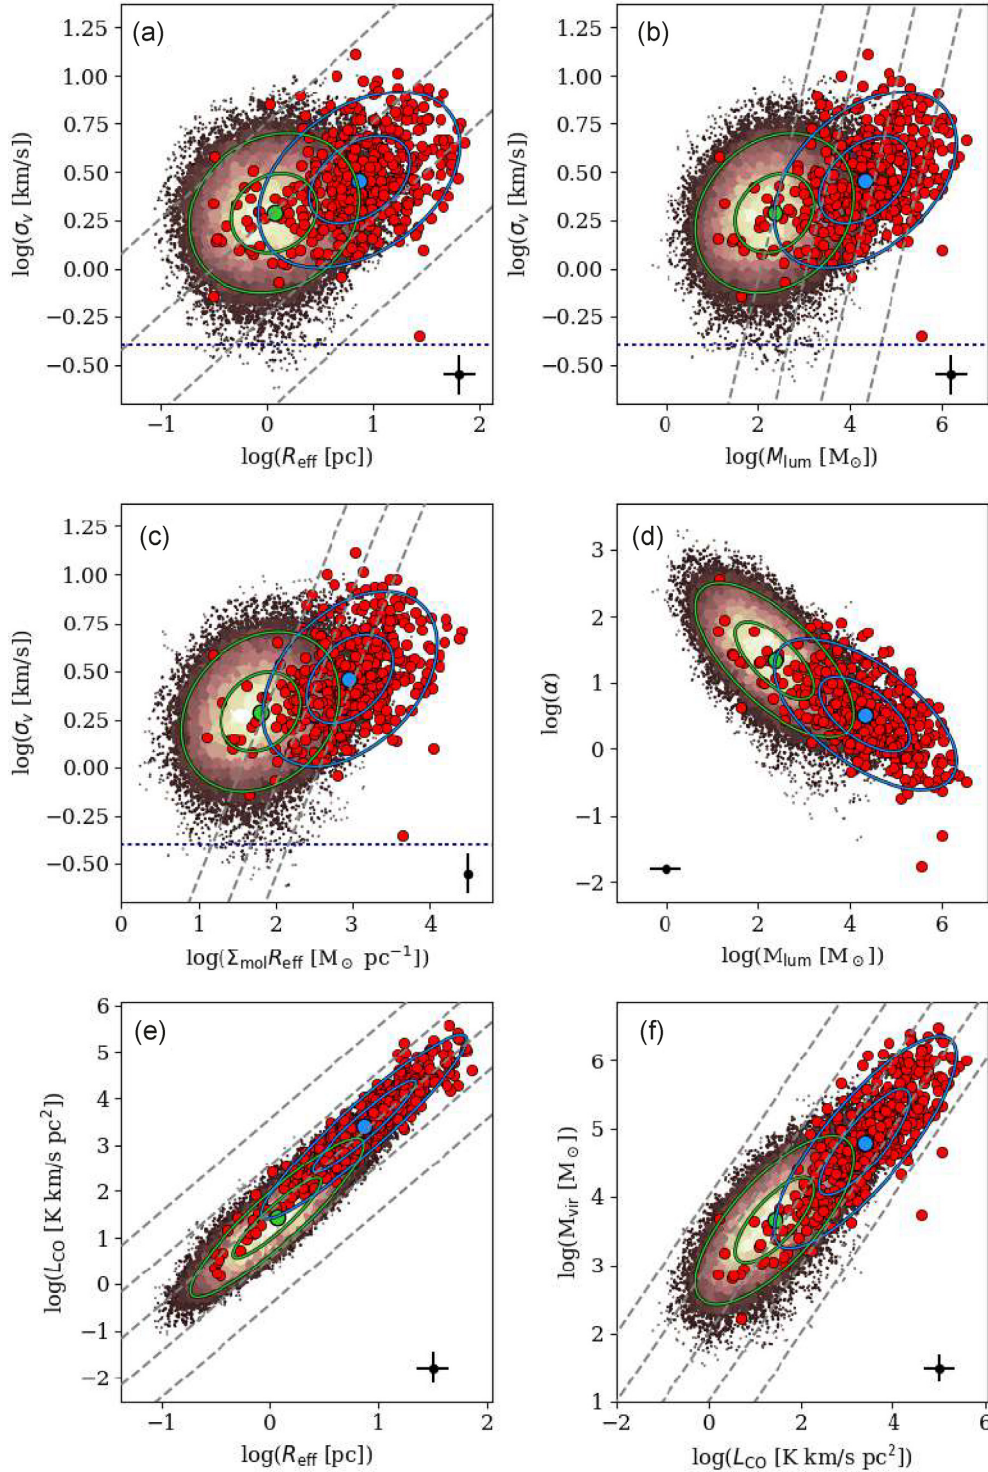 (a)
1.25
1.00
0.75
0.50
0.25
0.00
−0.25
−0.50
log(σv [km/s])
−1 0 1 2
log(Reff [pc])
(b)
1.25
1.00
0.75
0.50
0.25
0.00
−0.25
−0.50
log(σv [km/s])
0 2 4 6
log(Mlum [M⊙])
(c)
1.25
1.00
0.75
0.50
0.25
0.00
−0.25
−0.50
log(σv [km/s])
0 1 2 3 4
log(ΣmolReff [M⊙ pc−1])
(d)
3
2
1
0
−1
−2
log(α)
0 2 4 6
log(Mlum [M⊙])
(e)
6
5
4
3
2
1
0
−1
−2
log(LCO [K km/s pc2])
−1 0 1 2
log(Reff [pc])
(f)
6
5
4
3
2
1
log(Mvir [M⊙])
−2 0 2 4 6
log(LCO [K km/s pc2])